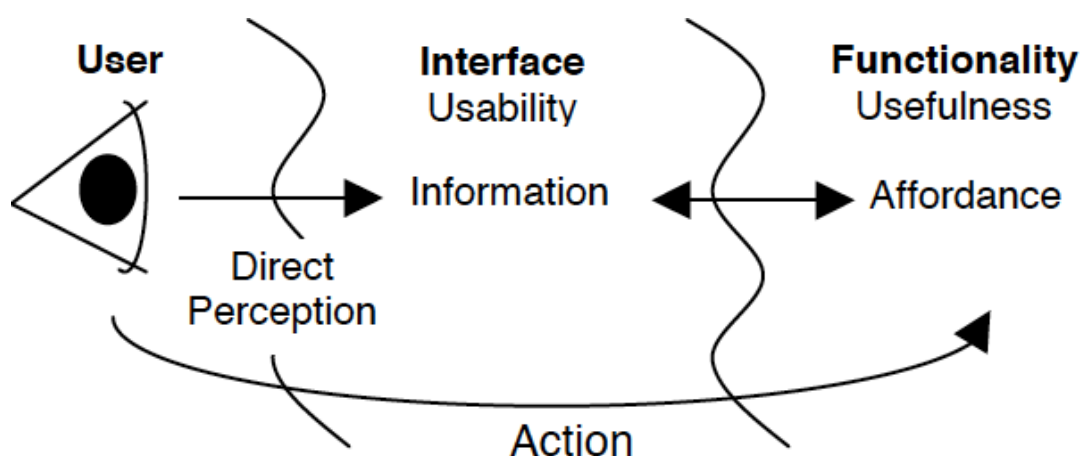 User
Interface
Usability
Functionality
Usefulness
Information
Affordance
Direct
Perception
Action